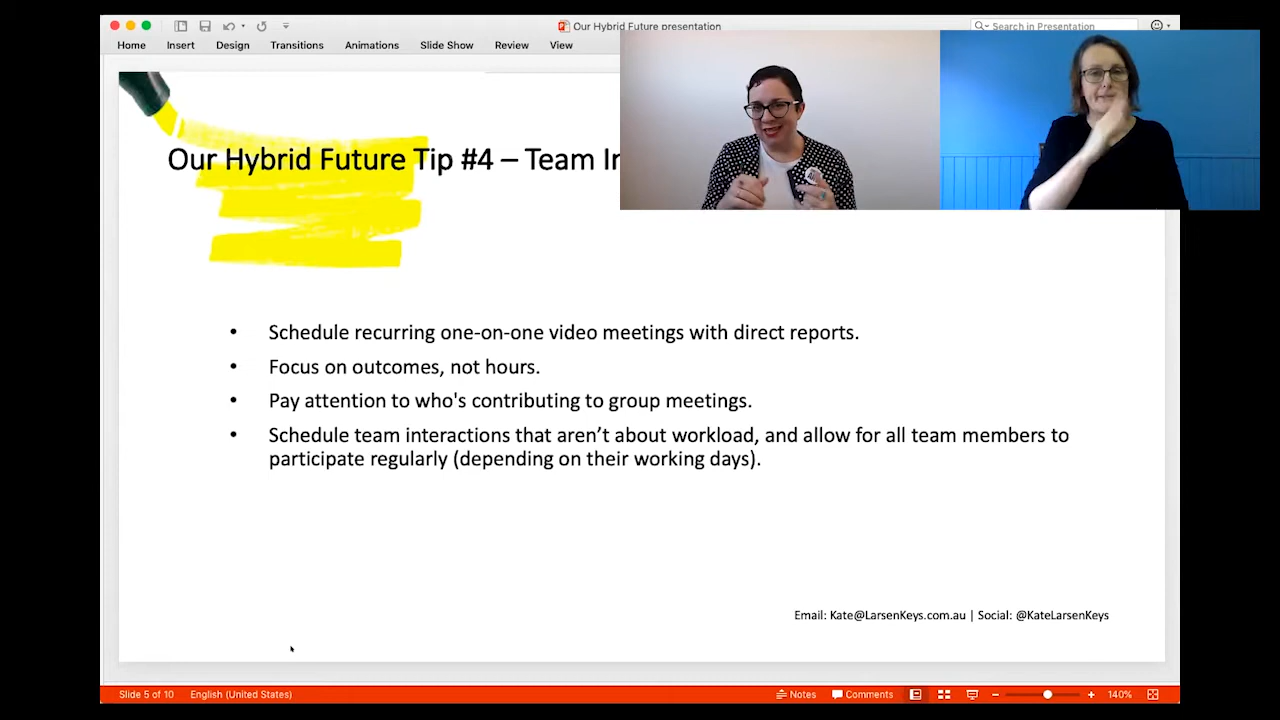 Our Hybrid Future presentation
Search in Presentation
Home Insert Design Transitions Animations Slide Show Review View
Our Hybrid Future Tip #4 – Team
• Schedule recurring one-on-one video meetings with direct reports.
• Focus on outcomes, not hours.
• Pay attention to who's contributing to group meetings.
• Schedule team interactions that aren’t about workload, and allow for all team members to
participate regularly (depending on their working days).
Email: Kate@LarsenKeys.com.au | Social: @KateLarsenKeys
Slide 5 of 10 English (United States) Notes Comments 140%